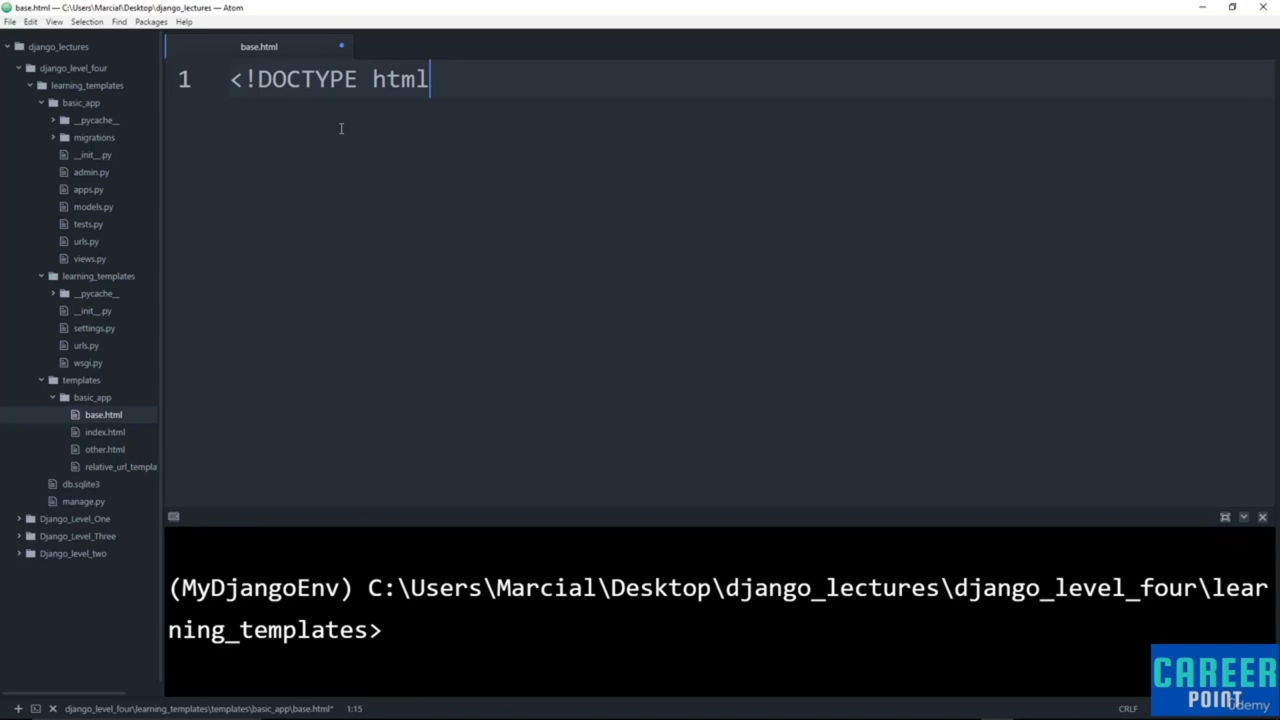 base.html — C:\Users\Marcial\Desktop\django_lectures — Atom
File Edit View Selection Find Packages Help
django_lectures
django_level_four
learning_templates
basic_app
__pycache__
migrations
__init__.py
admin.py
apps.py
models.py
tests.py
urls.py
views.py
learning_templates
__pycache__
__init__.py
settings.py
urls.py
wsgi.py
templates
basic_app
base.html
index.html
other.html
relative_url_templa
db.sqlite3
manage.py
Django_Level_One
Django_Level_Three
Django_level_two
base.html
1 <!DOCTYPE html
(MyDjangoEnv) C:\Users\Marcial\Desktop\django_lectures\django_level_four\lear
ning_templates>
django_level_four\learning_templates\templates\basic_app\base.html* 1:15
CRLF
CAREER
POINT
Udemy